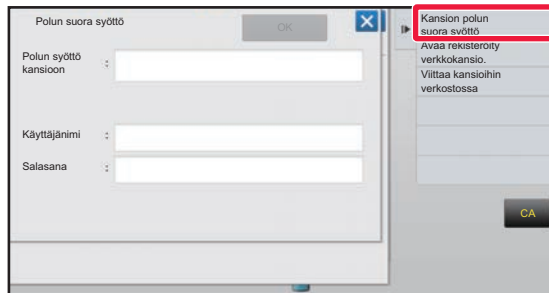 Polun suora syöttö
OK
Polun syöttö
kansioon
:
Käyttäjänimi :
Salasana :
Kansion polun
suora syöttö
Avaa rekisteröity
verkkokansio.
Viittaa kansioihin
verkostossa
CA